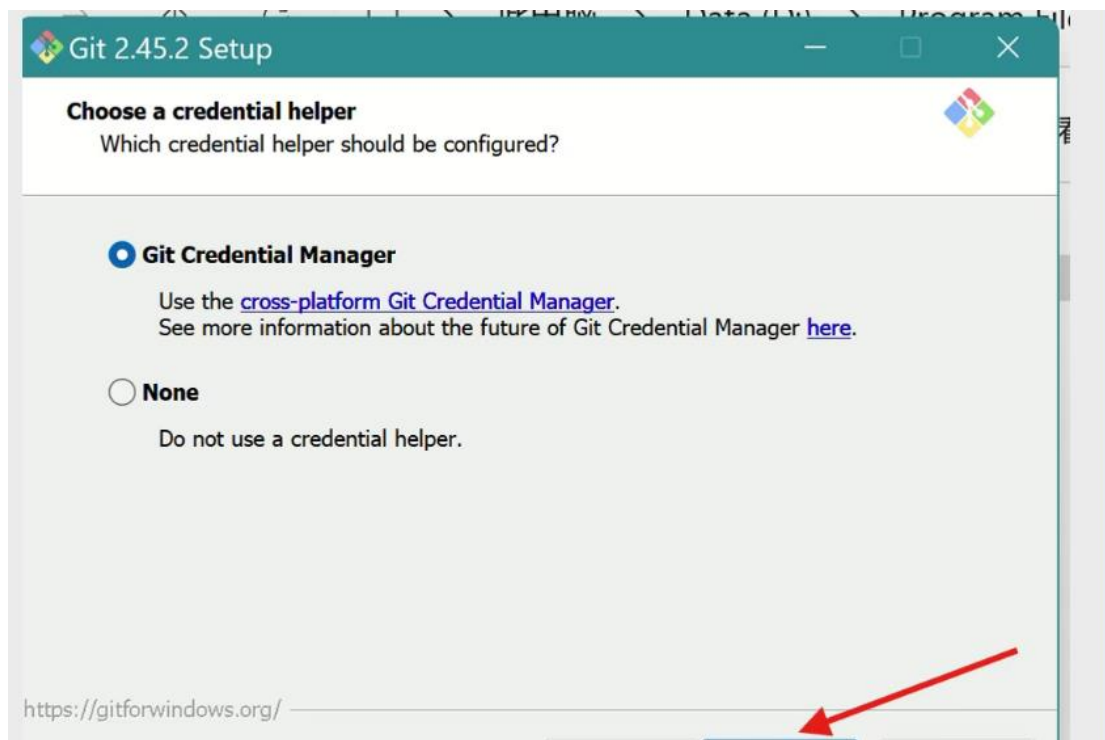 Git 2.45.2 Setup
Choose a credential helper
Which credential helper should be configured?
Git Credential Manager
Use the cross-platform Git Credential Manager.
See more information about the future of Git Credential Manager here.
None
Do not use a credential helper.
https://gitforwindows.org/